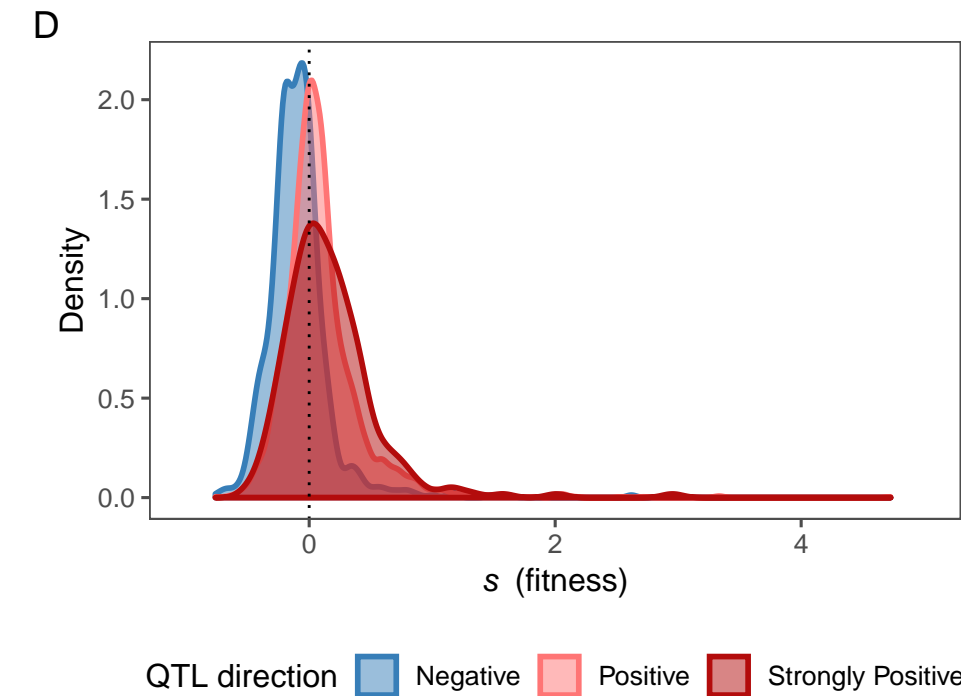 D
Density
2.0
1.5
1.0
0.5
0.0
0 2 4
s (fitness)
QTL direction Negative Positive Strongly Positive